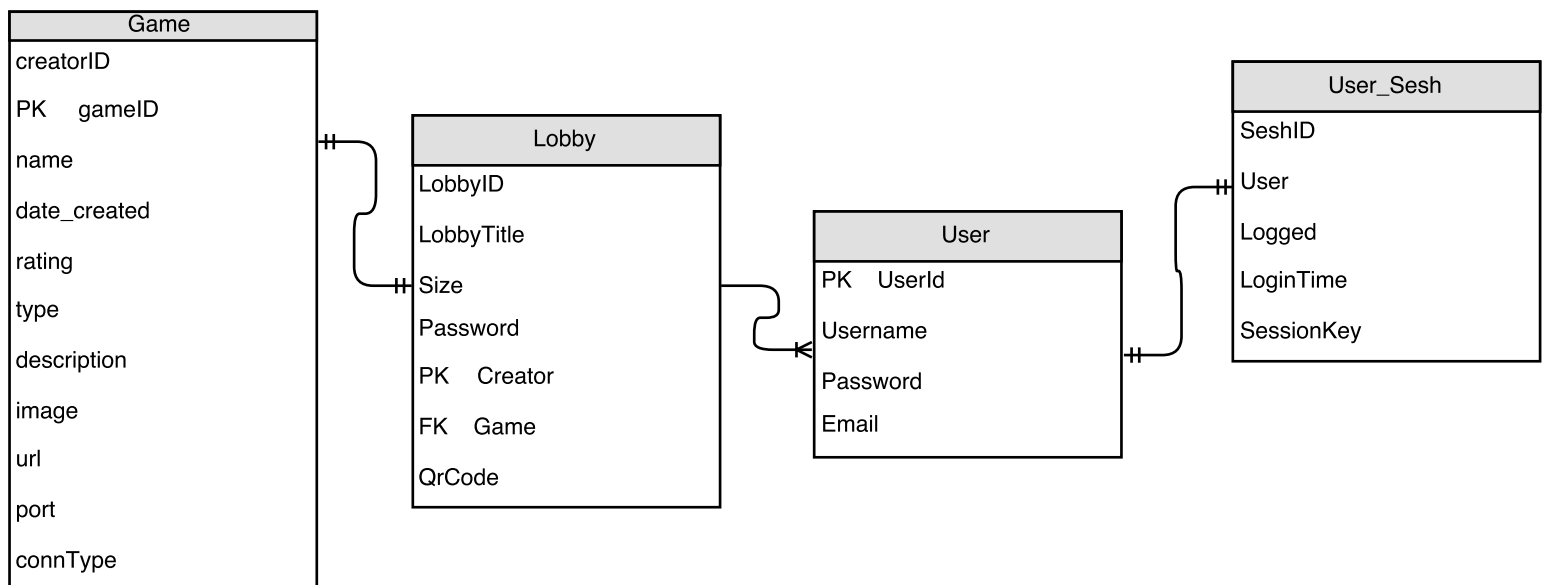 Game
creatorID
PK gameID
name
date_created
rating
type
description
image
url
port
connType
Lobby
LobbyID
LobbyTitle
Size
Password
PK Creator
FK Game
QrCode
User
PK UserId
Username
Password
Email
User_Sesh
SeshID
User
Logged
LoginTime
SessionKey